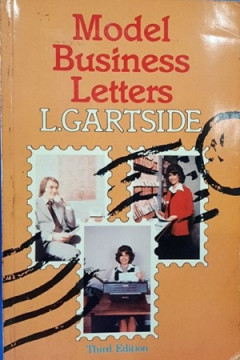 Model
Business
Letters
L.GARTSIDE
Third Edition